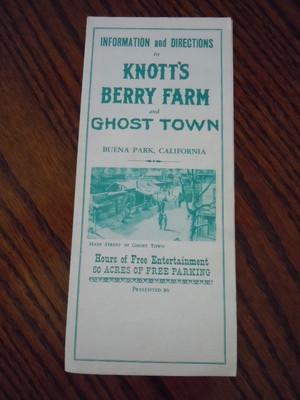 INFORMATION and DIRECTIONS
to
KNOTT'S
BERRY FARM
and
GHOST TOWN
BUENA PARK, CALIFORNIA
MAIN STREET OF GHOST TOWN
Hours of Free Entertainment
60 ACRES OF FREE PARKING
PRESENTED BY